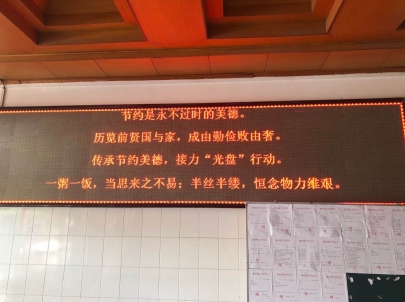 节约是永不过时的美德。
历览前贤国与家，成由勤俭败由奢。
传承节约美德，接力“光盘”行动。
一粥一饭，当思来之不易；半丝半缕，恒念物力维艰。